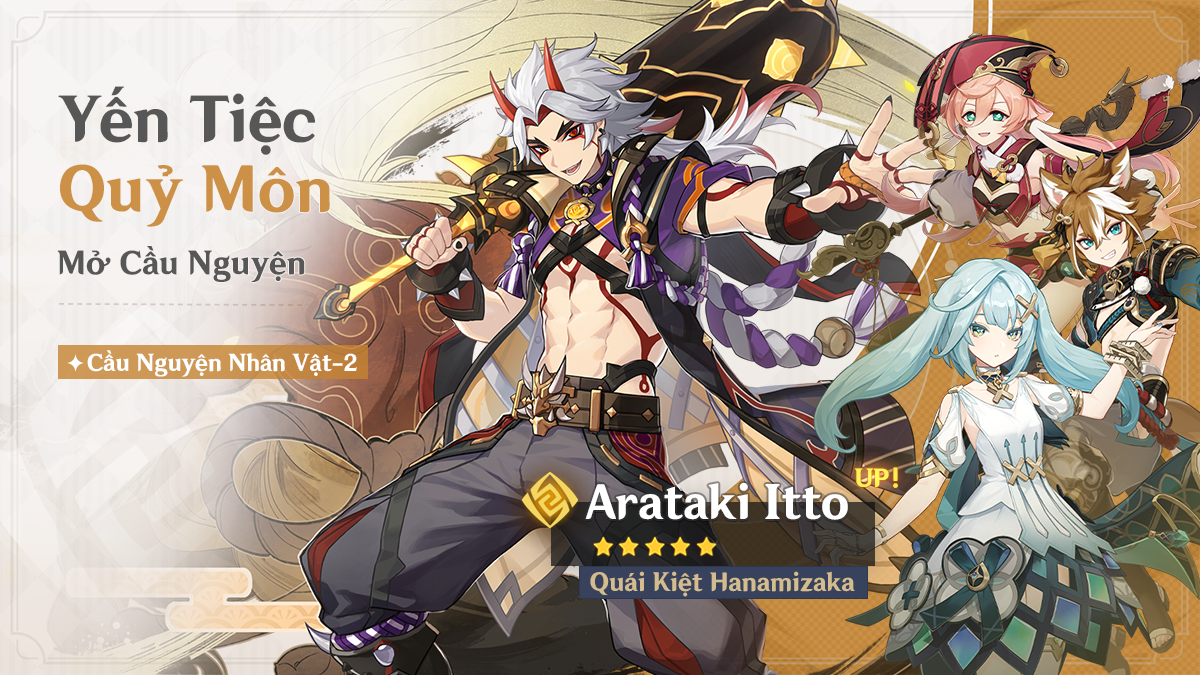 Yến Tiệc
Quỷ Môn
Mở Cầu Nguyện
✦Cầu Nguyện Nhân Vật-2
UP!
Arataki Itto
★★★★★
Quái Kiệt Hanamizaka